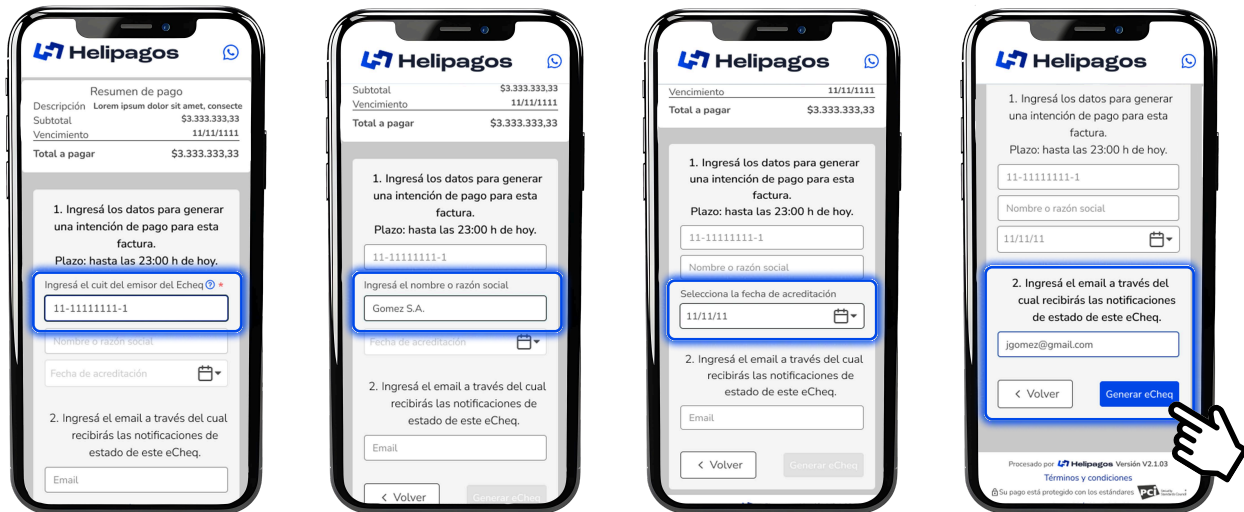 Helipagos
Resumen de pago
Descripción Lorem ipsum dolor sit amet, consecte
Subtotal $3.333.333,33
Vencimiento 11/11/1111
Total a pagar $3.333.333,33
1. Ingresá los datos para generar
una intención de pago para esta
factura.
Plazo: hasta las 23:00 h de hoy.
Ingresá el cuit del emisor del Echeq ? *
11-11111111-1
Nombre o razón social
Fecha de acreditación
2. Ingresá el email a través del cual
recibirás las notificaciones de
estado de este eCheq.
Email
Helipagos
Subtotal $3.333.333,33
Vencimiento 11/11/1111
Total a pagar $3.333.333,33
1. Ingresá los datos para generar
una intención de pago para esta
factura.
Plazo: hasta las 23:00 h de hoy.
11-11111111-1
Ingresá el nombre o razón social
Gomez S.A.
Fecha de acreditación
2. Ingresá el email a través del cual
recibirás las notificaciones de
estado de este eCheq.
Email
< Volver Generar eCheq
Helipagos
Vencimiento 11/11/1111
Total a pagar $3.333.333,33
1. Ingresá los datos para generar
una intención de pago para esta
factura.
Plazo: hasta las 23:00 h de hoy.
11-11111111-1
Nombre o razón social
Selecciona la fecha de acreditación
11/11/11
2. Ingresá el email a través del cual
recibirás las notificaciones de
estado de este eCheq.
Email
< Volver Generar eCheq
Helipagos
1. Ingresá los datos para generar
una intención de pago para esta
factura.
Plazo: hasta las 23:00 h de hoy.
11-11111111-1
Nombre o razón social
11/11/11
2. Ingresá el email a través del
cual recibirás las notificaciones
de estado de este eCheq.
jgomez@gmail.com
< Volver Generar eCheq
Procesado por Helipagos Versión V2.1.03
Términos y condiciones
Su pago está protegido con los estándares PCI